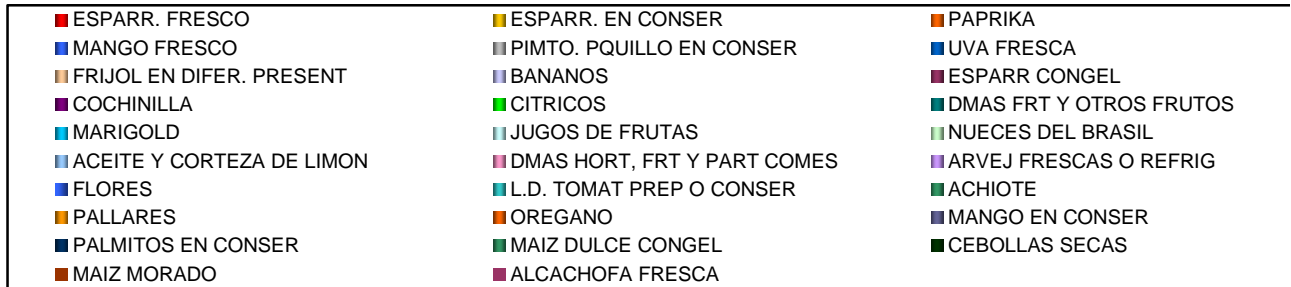 ESPARR. FRESCO ESPARR. EN CONSER PAPRIKA
MANGO FRESCO PIMTO. PQUILLO EN CONSER UVA FRESCA
FRIJOL EN DIFER. PRESENT BANANOS ESPARR CONGEL
COCHINILLA CITRICOS DMAS FRT Y OTROS FRUTOS
MARIGOLD JUGOS DE FRUTAS NUECES DEL BRASIL
ACEITE Y CORTEZA DE LIMON DMAS HORT, FRT Y PART COMES ARVEJ FRESCAS O REFRIG
FLORES L.D. TOMAT PREP O CONSER ACHIOTE
PALLARES OREGANO MANGO EN CONSER
PALMITOS EN CONSER MAIZ DULCE CONGEL CEBOLLAS SECAS
MAIZ MORADO ALCACHOFA FRESCA